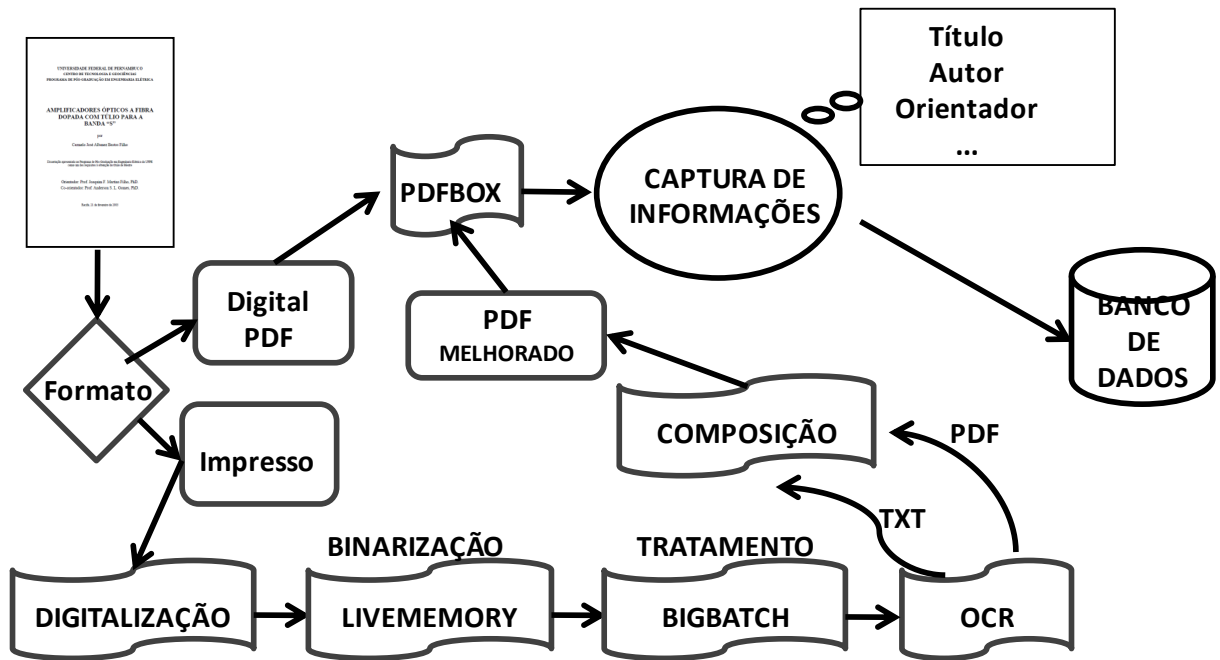 UNIVERSIDADE FEDERAL DE PERNAMBUCO
CENTRO DE TECNOLOGIA E GEOCIÊNCIAS
PROGRAMA DE PÓS-GRADUAÇÃO EM ENGENHARIA ELÉTRICA
AMPLIFICADORES ÓPTICOS A FIBRA
DOPADA COM TÚLIO PARA A
BANDA "S"
por
Título
Autor
Orientador
...
PDFBOX
CAPTURA DE
INFORMAÇÕES
Digital
PDF
PDF
MELHORADO
BANCO
DE
DADOS
Formato
Impresso
COMPOSIÇÃO
PDF
TXT
BINARIZAÇÃO
TRATAMENTO
DIGITALIZAÇÃO
LIVEMEMORY
BIGBATCH
OCR